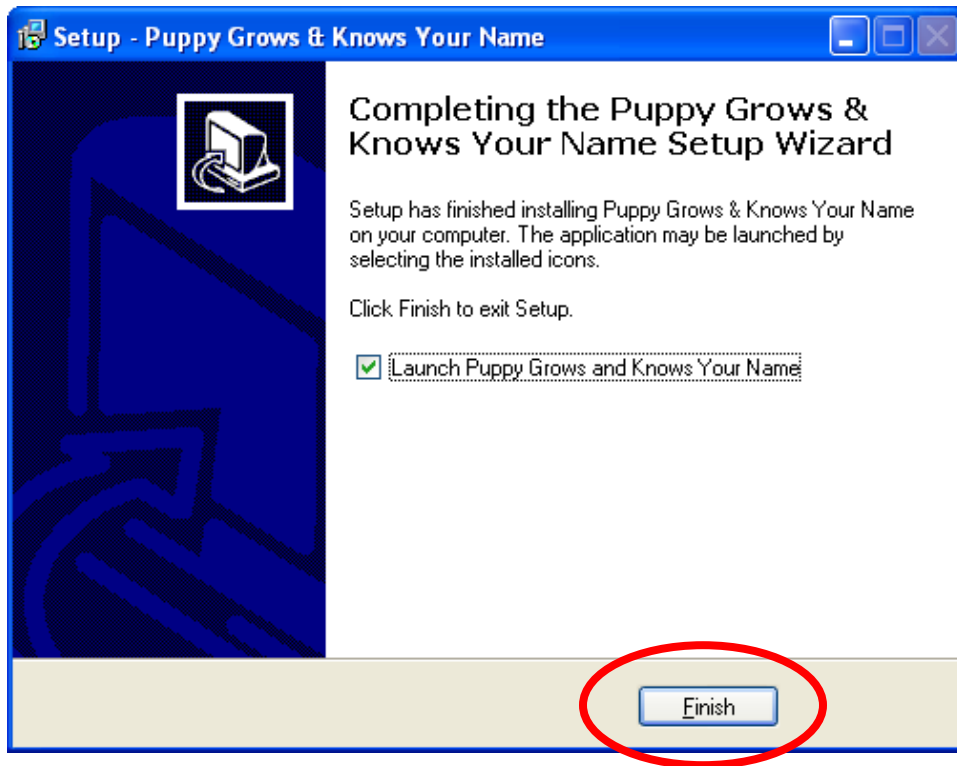 Setup - Puppy Grows & Knows Your Name
Completing the Puppy Grows &
Knows Your Name Setup Wizard
Setup has finished installing Puppy Grows & Knows Your Name
on your computer. The application may be launched by
selecting the installed icons.
Click Finish to exit Setup.
Launch Puppy Grows and Knows Your Name
Finish